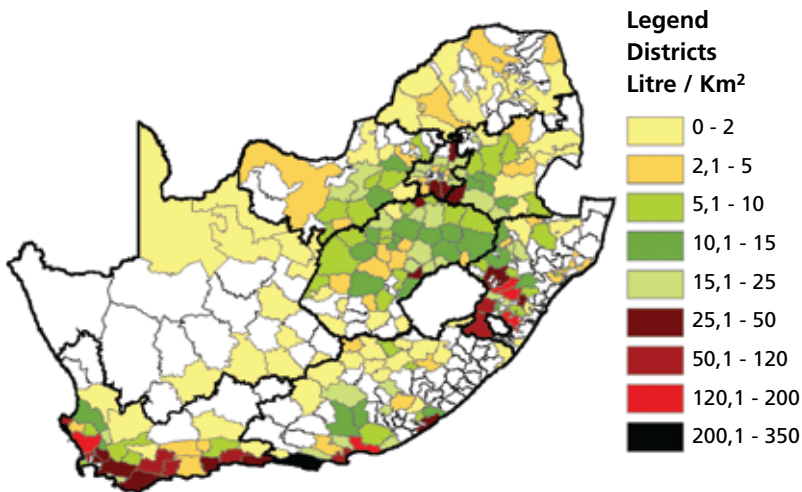 Legend
Districts
Litre / Km²
0 - 2
2,1 - 5
5,1 - 10
10,1 - 15
15,1 - 25
25,1 - 50
50,1 - 120
120,1 - 200
200,1 - 350